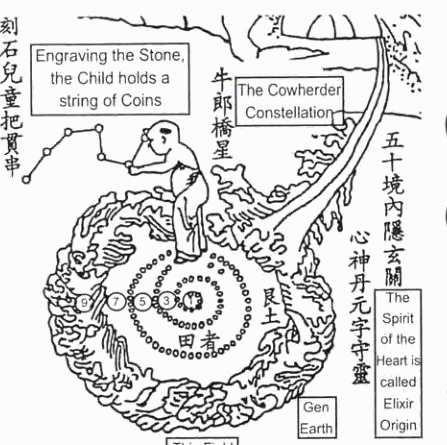 刻石兒童把貫串
Engraving the Stone,
the Child holds a
string of Coins
牛郎橋星
The Cowherder
Constellation
五十境內隱玄關
心神丹元字守靈
The
Spirit
of the
Heart is
called
Elixir
Origin
艮土
9 7 5 3
田者
Gen
Earth
This Field